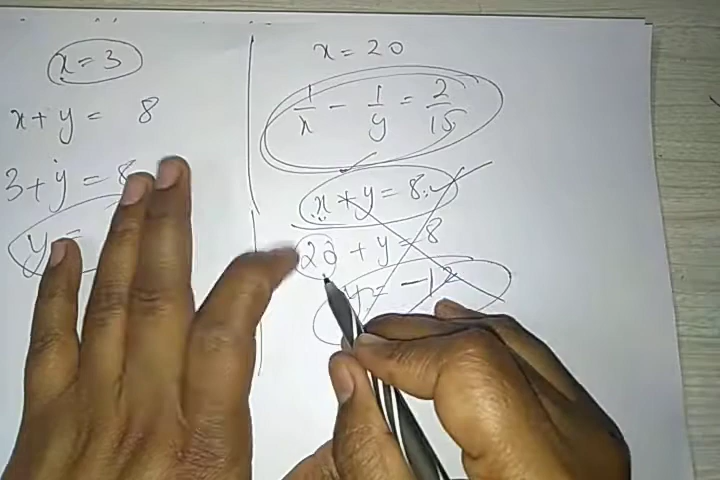 x = 3
x + y = 8
3 + y = 8
y =
x = 20
1/x - 1/y = 2/15
x + y = 8
20 + y = 8
= -12